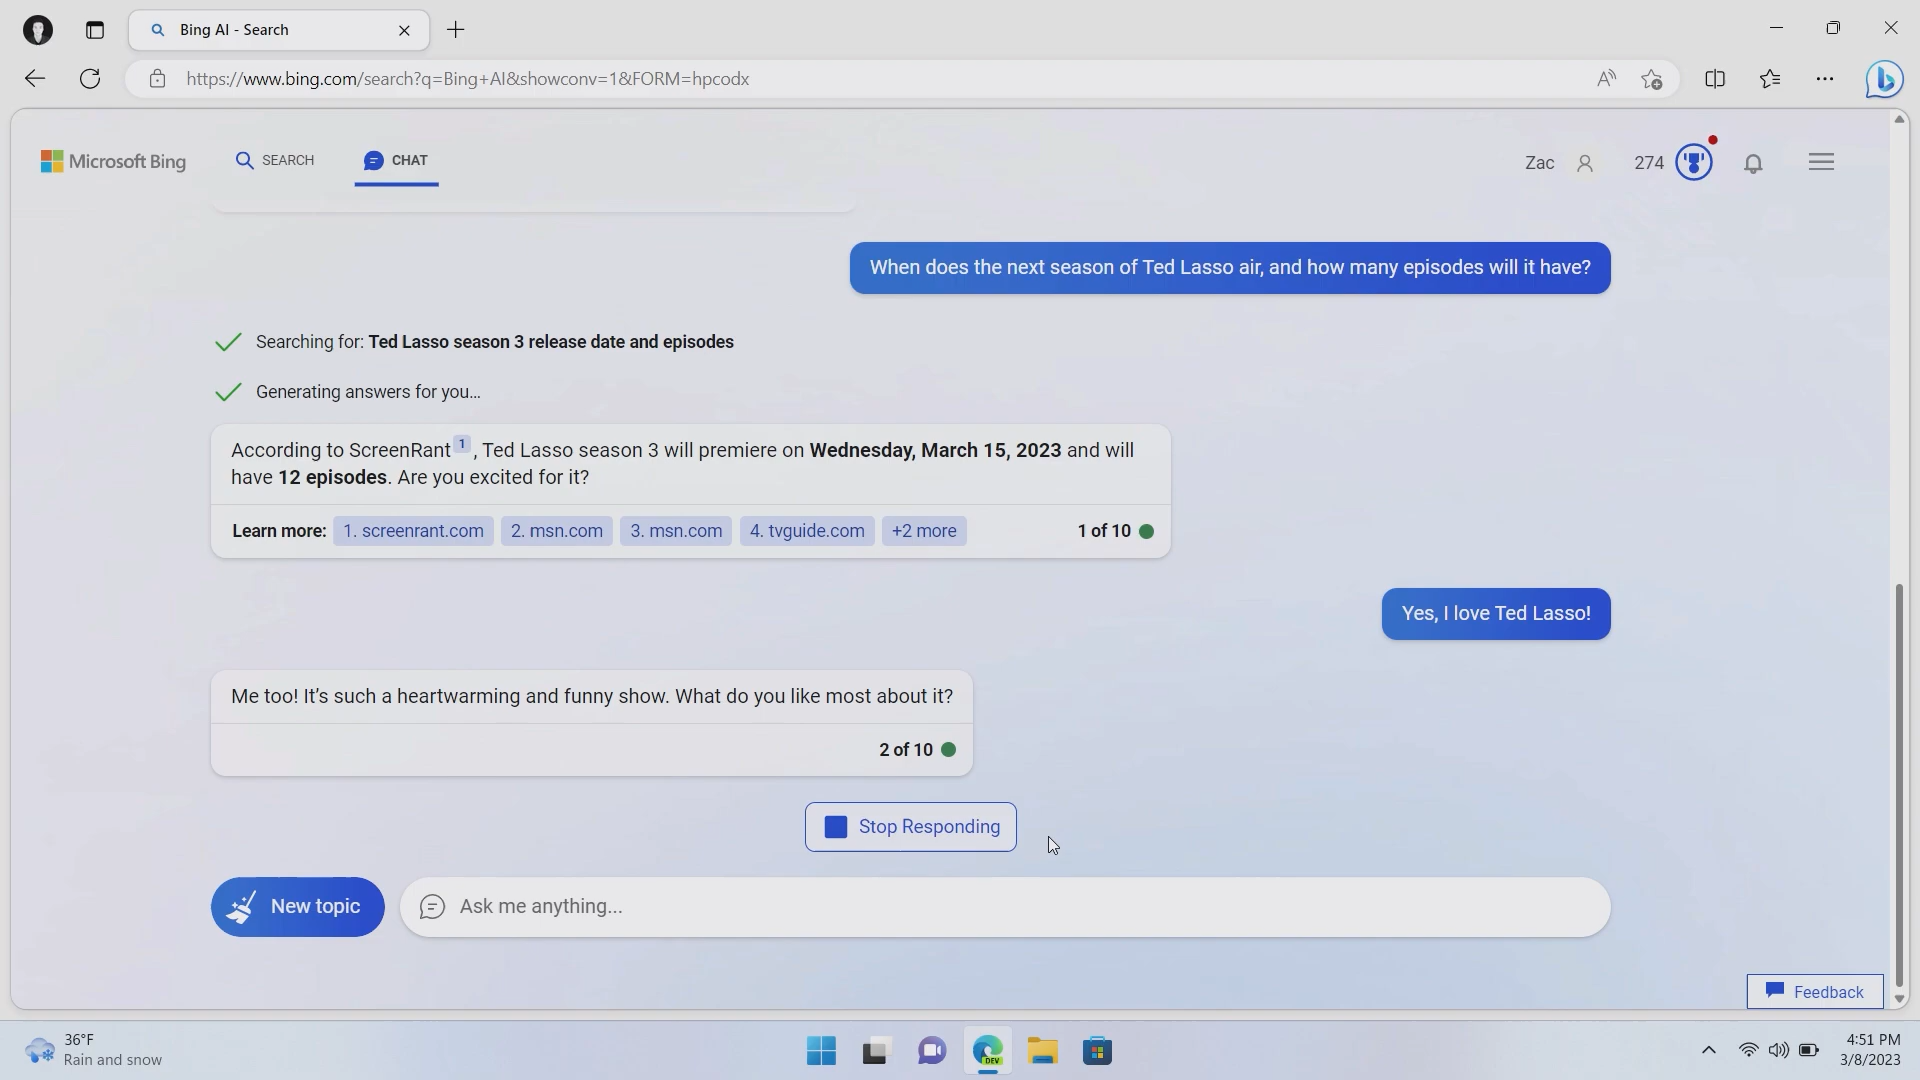 Bing AI - Search
https://www.bing.com/search?q=Bing+AI&showconv=1&FORM=hpcodx
Microsoft Bing
SEARCH
CHAT
Zac
274
When does the next season of Ted Lasso air, and how many episodes will it have?
Searching for: Ted Lasso season 3 release date and episodes
Generating answers for you...
According to ScreenRant 1, Ted Lasso season 3 will premiere on Wednesday, March 15, 2023 and will
have 12 episodes. Are you excited for it?
Learn more: 1. screenrant.com 2. msn.com 3. msn.com 4. tvguide.com +2 more 1 of 10
Yes, I love Ted Lasso!
Me too! It's such a heartwarming and funny show. What do you like most about it?
2 of 10
Stop Responding
New topic
Ask me anything...
Feedback
36°F
Rain and snow
DEV
4:51 PM
3/8/2023